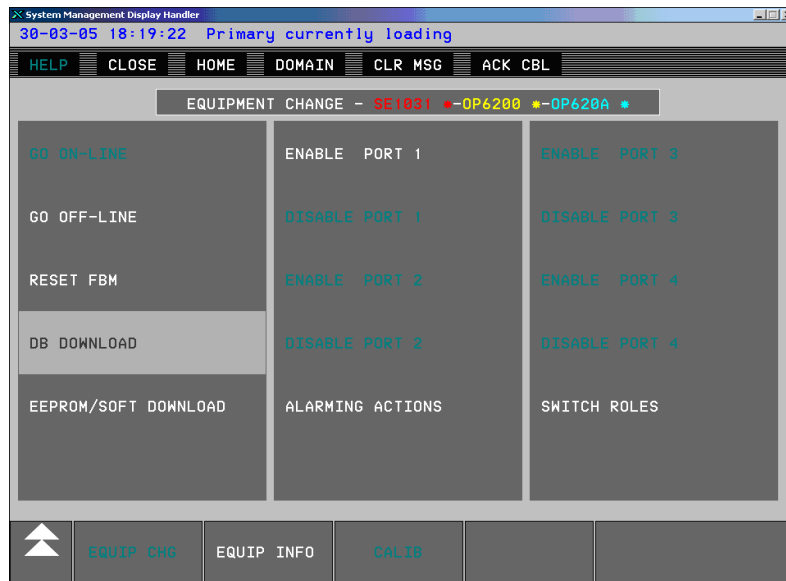 System Management Display Handler
30-03-05 18:19:22 Primary currently loading
HELP CLOSE HOME DOMAIN CLR MSG ACK CBL
EQUIPMENT CHANGE - SE1031 *-OP6200 *-OP620A *
GO ON-LINE ENABLE PORT 1 ENABLE PORT 3
GO OFF-LINE DISABLE PORT 1 DISABLE PORT 3
RESET FBM ENABLE PORT 2 ENABLE PORT 4
DB DOWNLOAD DISABLE PORT 2 DISABLE PORT 4
EEPROM/SOFT DOWNLOAD ALARMING ACTIONS SWITCH ROLES
EQUIP CHG EQUIP INFO CALIB